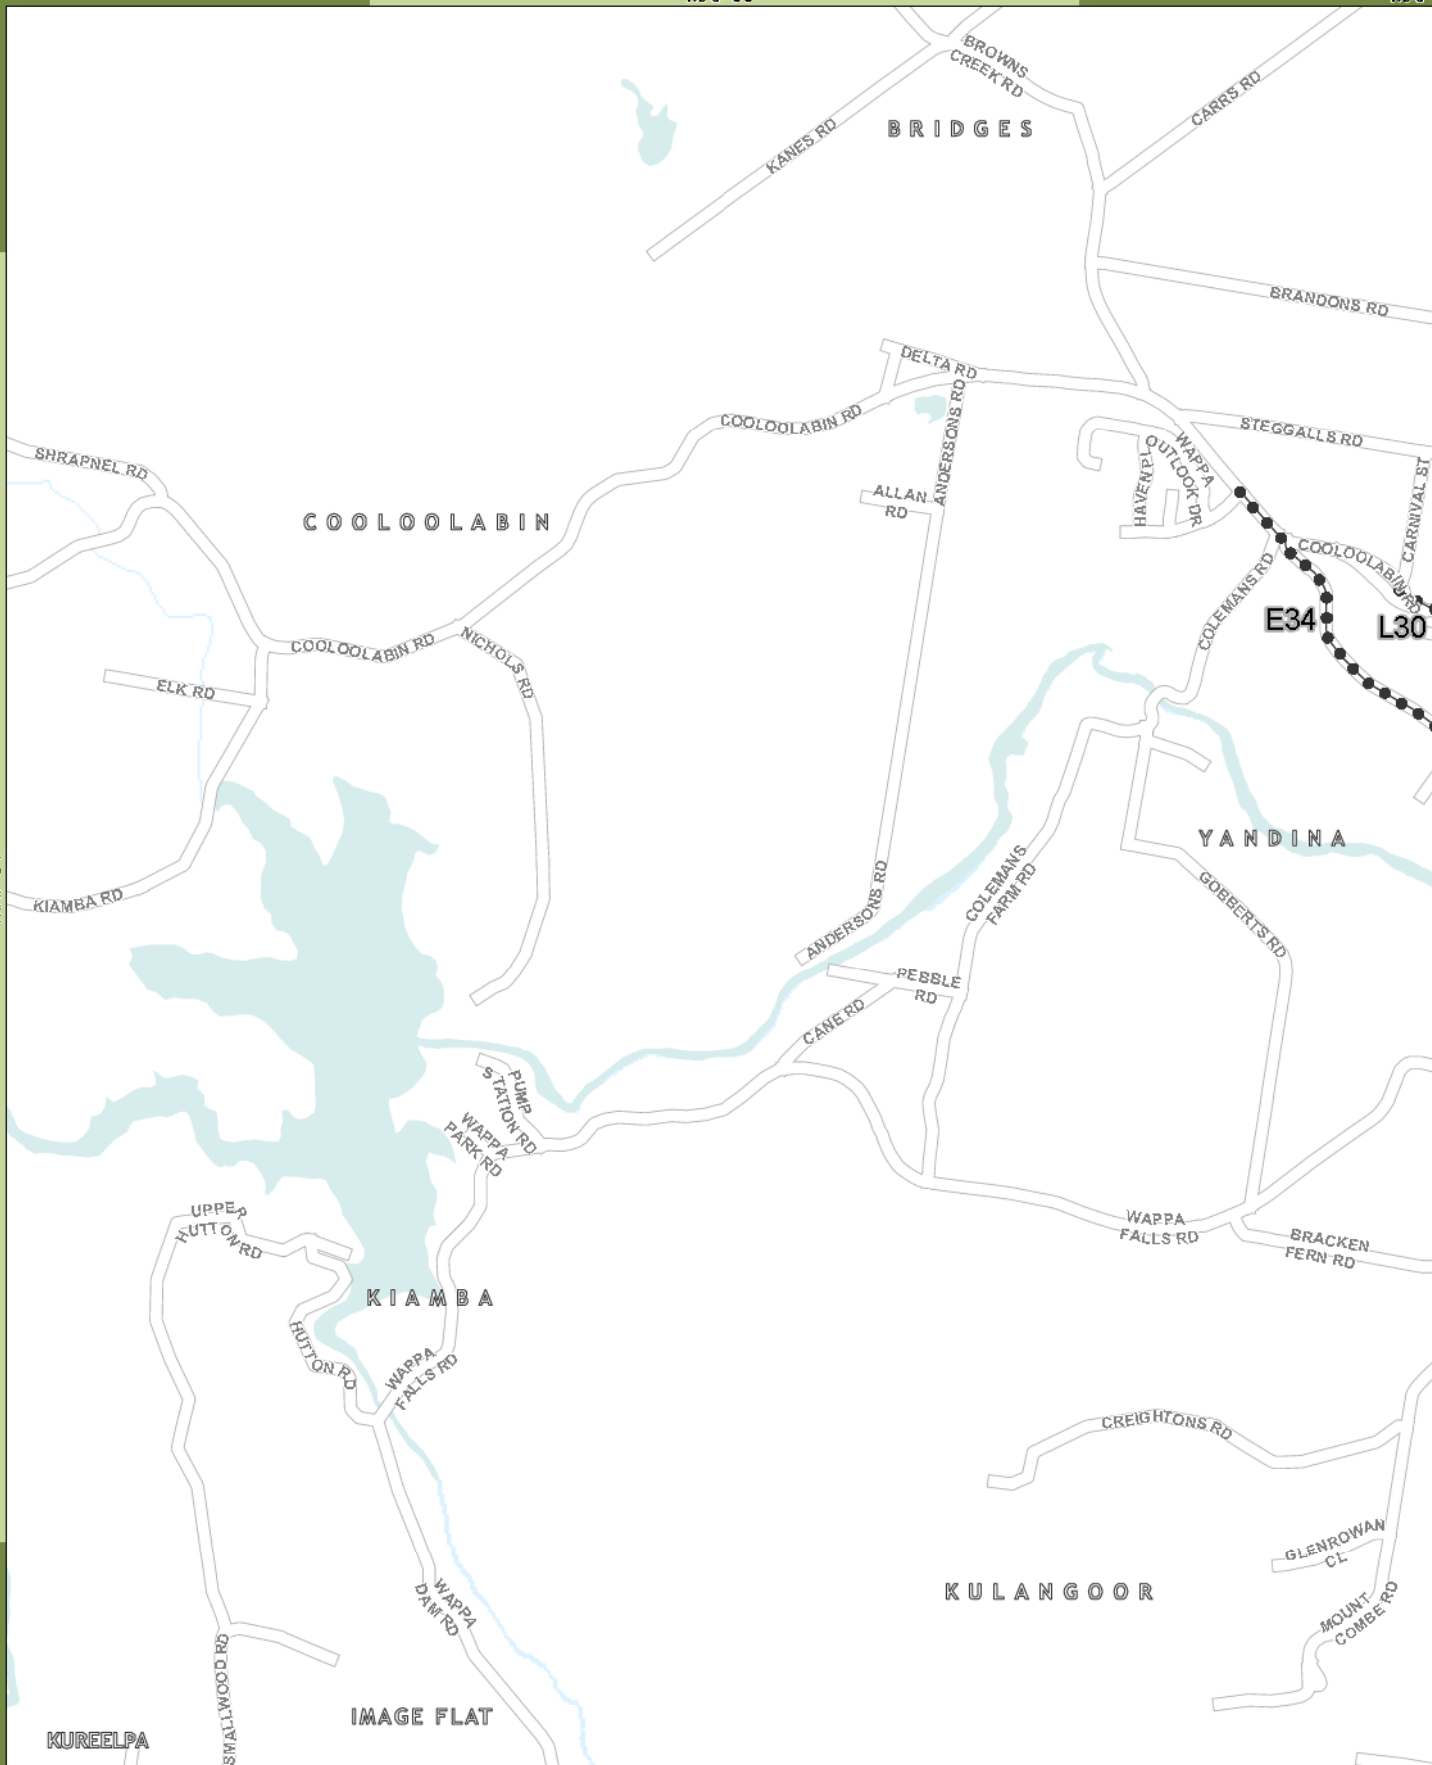 BROWNS
CREEK RD
CARRS RD
BRIDGES
KANES RD
BRANDONS RD
DELTA RD
COOLOOLABIN RD
ANDERSONS RD
STEGGALLS RD
WAPPA
OUTLOOK DR
HAVEN PL
CARNIVAL ST
SHRAPNEL RD
ALLAN
RD
COOLOOLABIN
COOLOOLABIN RD
COLEMANS RD
E34
L30
COOLOOLABIN RD
NICHOLS RD
ELK RD
YANDINA
KIAMBA RD
COLEMANS
FARM RD
ANDERSONS RD
GOBBERTS RD
PEBBLE
RD
CANE RD
PUMP
STATION RD
WAPPA
PARK RD
UPPER
HUTTON RD
WAPPA
FALLS RD
BRACKEN
FERN RD
KIAMBA
HUTTON RD
WAPPA
FALLS RD
CREIGHTONS RD
GLENROWAN
CL
KULANGOOR
MOUNT
COMBE RD
WAPPA
DAM RD
SMALLWOOD RD
IMAGE FLAT
KUREELPA